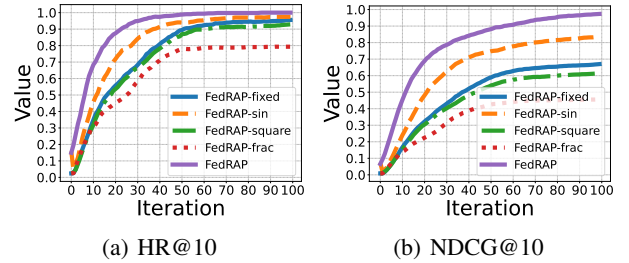 Value
1.0
0.9
0.8
0.7
0.6
0.5
0.4
0.3
0.2
0.1
0.0
FedRAP-fixed
FedRAP-sin
FedRAP-square
FedRAP-frac
FedRAP
0 10 20 30 40 50 60 70 80 90 100
Iteration
(a) HR@10
Value
1.0
0.9
0.8
0.7
0.6
0.5
0.4
0.3
0.2
0.1
0.0
FedRAP-fixed
FedRAP-sin
FedRAP-square
FedRAP-frac
FedRAP
0 10 20 30 40 50 60 70 80 90 100
Iteration
(b) NDCG@10